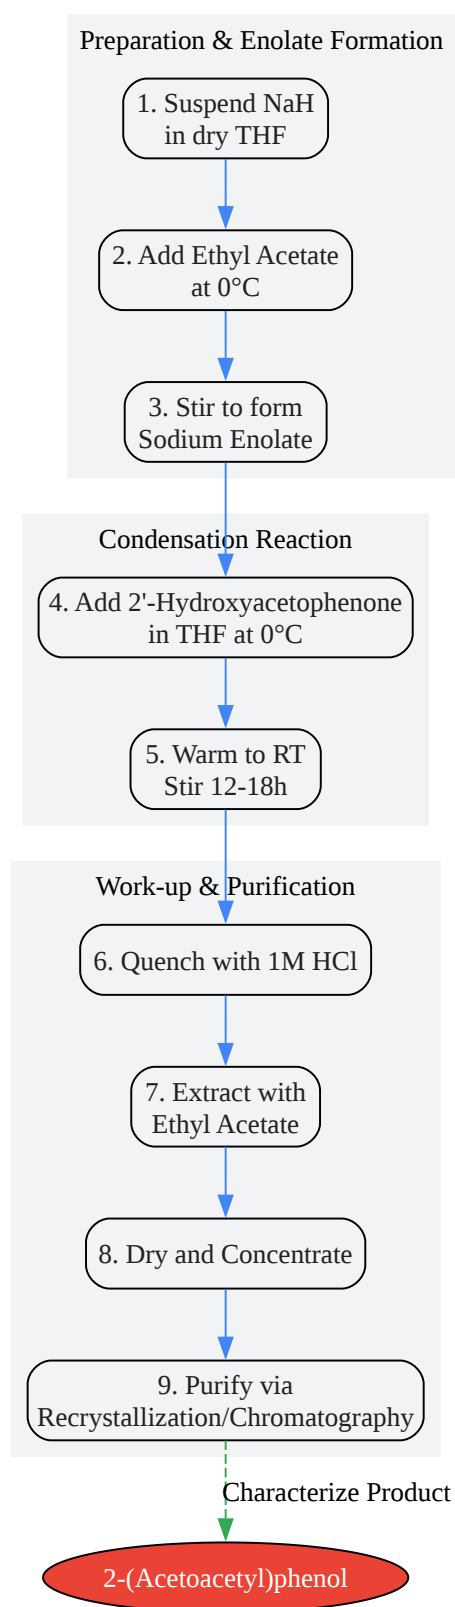 Preparation & Enolate Formation
1. Suspend NaH
in dry THF
2. Add Ethyl Acetate
at 0°C
3. Stir to form
Sodium Enolate
Condensation Reaction
4. Add 2'-Hydroxyacetophenone
in THF at 0°C
5. Warm to RT
Stir 12-18h
Work-up & Purification
6. Quench with 1M HCl
7. Extract with
Ethyl Acetate
8. Dry and Concentrate
9. Purify via
Recrystallization/Chromatography
Characterize Product
2-(Acetoacetyl)phenol